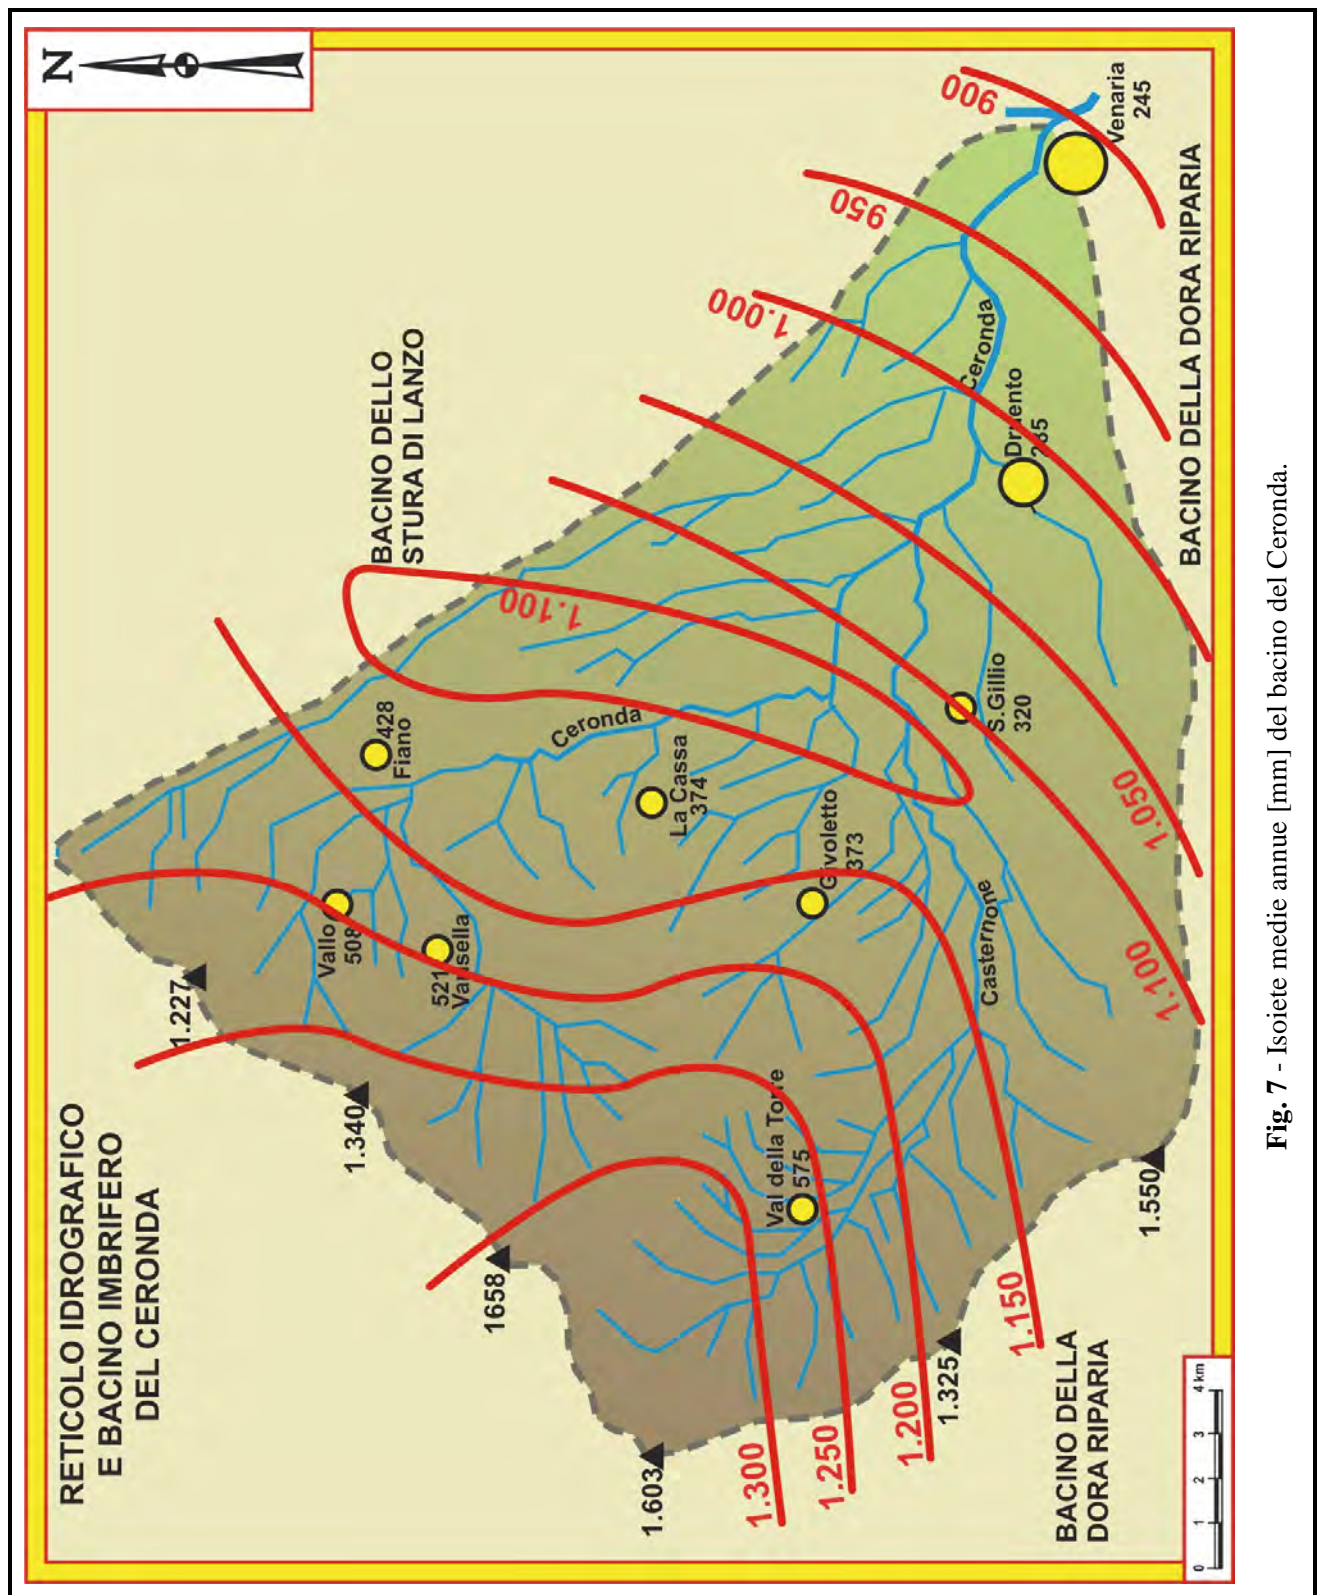 RETICOLO IDROGRAFICO
E BACINO IMBRIFERO
DEL CERONDA
N
BACINO DELLO
STURA DI LANZO
1.227
1.340
1658
1.603
1.325
1.550
Vallo
508
521
Varisella
428
Fiano
La Cassa
374
Givoletto
373
Val della Torre
575
S.Gillio
320
Druento
285
Venaria
245
Ceronda
Ceronda
Casternone
900
950
1.000
1.100
1.050
1.100
1.150
1.200
1.250
1.300
BACINO DELLA DORA RIPARIA
BACINO DELLA
DORA RIPARIA
0 1 2 3 4 km
Fig. 7 - Isoiete medie annue [mm] del bacino del Ceronda.